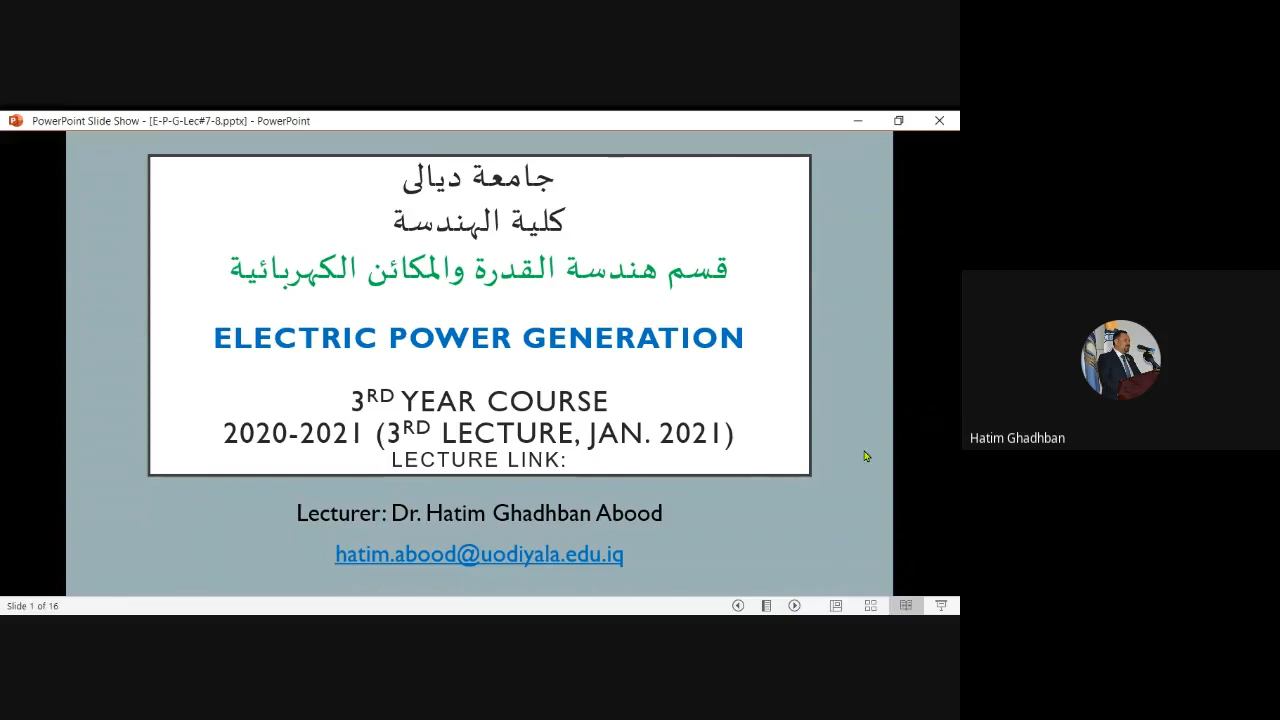 PowerPoint Slide Show - [E-P-G-Lec#7-8.pptx] - PowerPoint
جامعة ديالى
كلية الهندسة
قسم هندسة القدرة والمكائن الكهربائية
ELECTRIC POWER GENERATION
3RD YEAR COURSE
2020-2021 (3RD LECTURE, JAN. 2021)
LECTURE LINK:
Lecturer: Dr. Hatim Ghadhban Abood
hatim.abood@uodiyala.edu.iq
Slide 1 of 16
Hatim Ghadhban